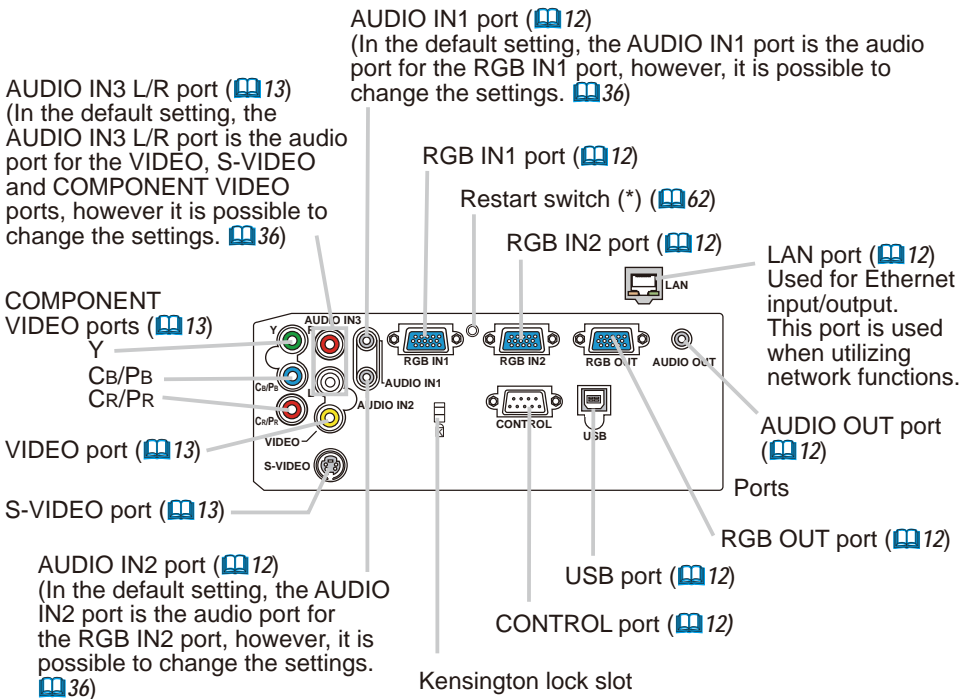 AUDIO IN1 port (12)
(In the default setting, the AUDIO IN1 port is the audio
port for the RGB IN1 port, however, it is possible to
change the settings. 36)
AUDIO IN3 L/R port (13)
(In the default setting, the
AUDIO IN3 L/R port is the audio
port for the VIDEO, S-VIDEO
and COMPONENT VIDEO
ports, however it is possible to
change the settings. 36)
RGB IN1 port (12)
Restart switch (*) (62)
RGB IN2 port (12)
LAN port (12)
Used for Ethernet
input/output.
This port is used
when utilizing
network functions.
COMPONENT
VIDEO ports (13)
Y
CB/PB
CR/PR
VIDEO port (13)
S-VIDEO port (13)
LAN
AUDIO IN3
Y
R
L
CB/PB
CR/PR
VIDEO
S-VIDEO
AUDIO IN1
AUDIO IN2
RGB IN1
RGB IN2
RGB OUT
AUDIO OUT
CONTROL
USB
AUDIO OUT port
(12)
Ports
RGB OUT port (12)
USB port (12)
CONTROL port (12)
AUDIO IN2 port (12)
(In the default setting, the AUDIO
IN2 port is the audio port for
the RGB IN2 port, however, it is
possible to change the settings.
36)
Kensington lock slot